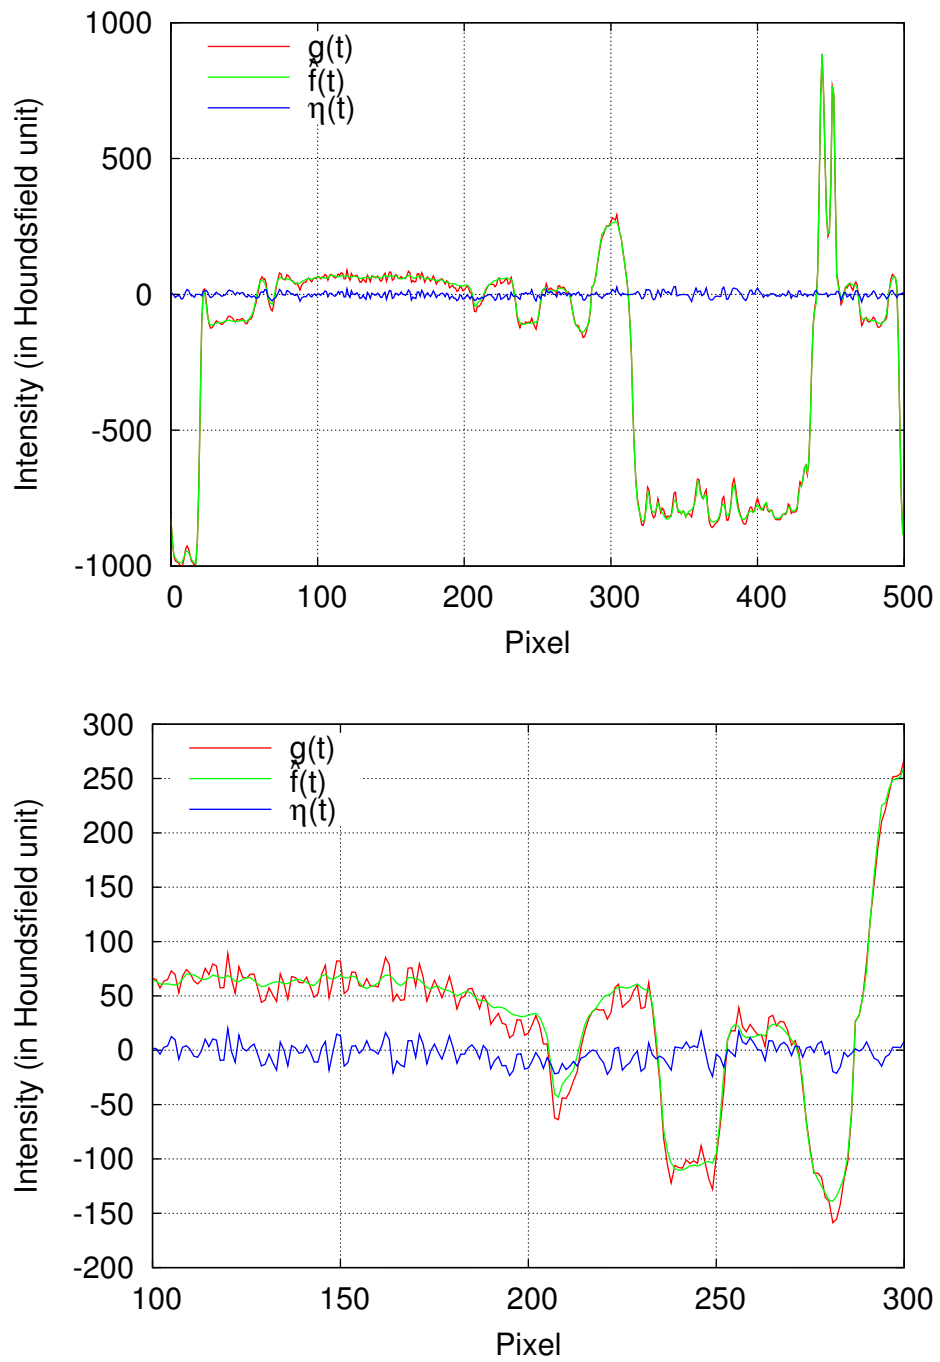 Intensity (in Houndsfield unit)
1000
500
0
-500
-1000
g(t)
f̂(t)
η(t)
0 100 200 300 400 500
Pixel
Intensity (in Houndsfield unit)
300
250
200
150
100
50
0
-50
-100
-150
-200
g(t)
f̂(t)
η(t)
100 150 200 250 300
Pixel